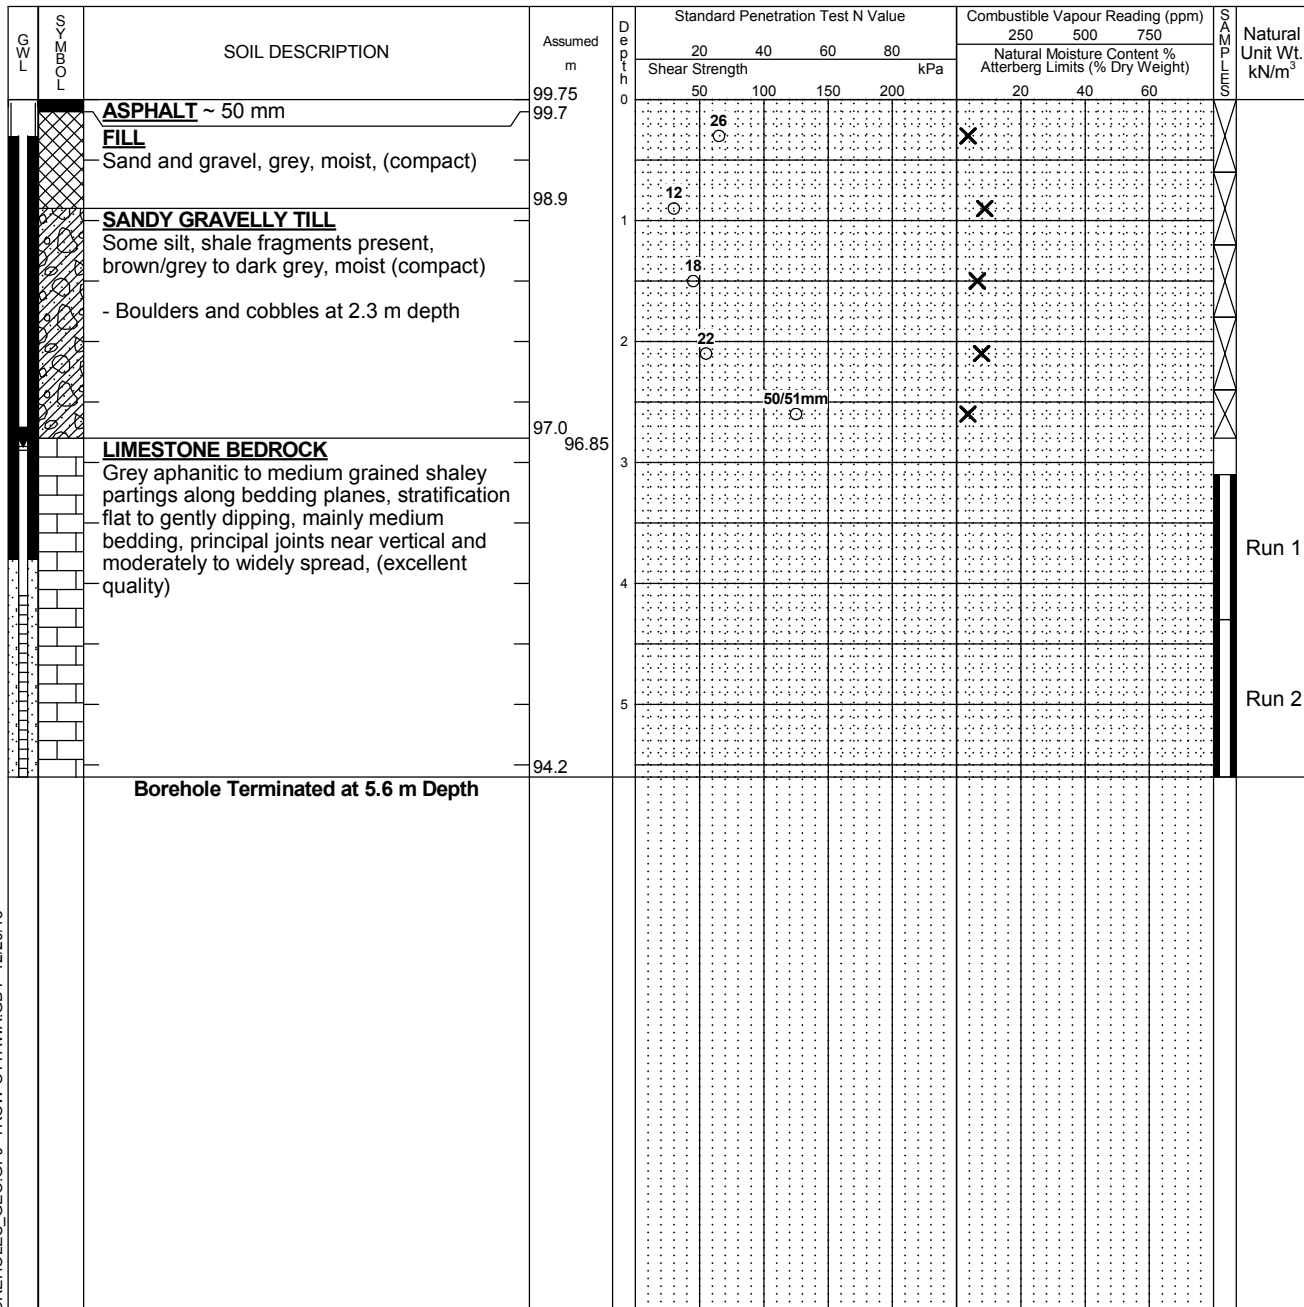 GWL
SYMBOL
SOIL DESCRIPTION
Assumed
m
Depth
Standard Penetration Test N Value
20 40 60 80
Shear Strength kPa
50 100 150 200
Combustible Vapour Reading (ppm)
250 500 750
Natural Moisture Content %
Atterberg Limits (% Dry Weight)
20 40 60
SAMPLES
Natural
Unit Wt.
kN/m³
99.75
0
ASPHALT ~ 50 mm
99.7
FILL
26
Sand and gravel, grey, moist, (compact)
98.9
12
SANDY GRAVELLY TILL
1
Some silt, shale fragments present,
brown/grey to dark grey, moist (compact)
18
- Boulders and cobbles at 2.3 m depth
22
2
50/51mm
97.0
96.85
LIMESTONE BEDROCK
3
Grey aphanitic to medium grained shaley
partings along bedding planes, stratification
flat to gently dipping, mainly medium
bedding, principal joints near vertical and
moderately to widely spread, (excellent
quality)
Run 1
4
5
Run 2
94.2
Borehole Terminated at 5.6 m Depth